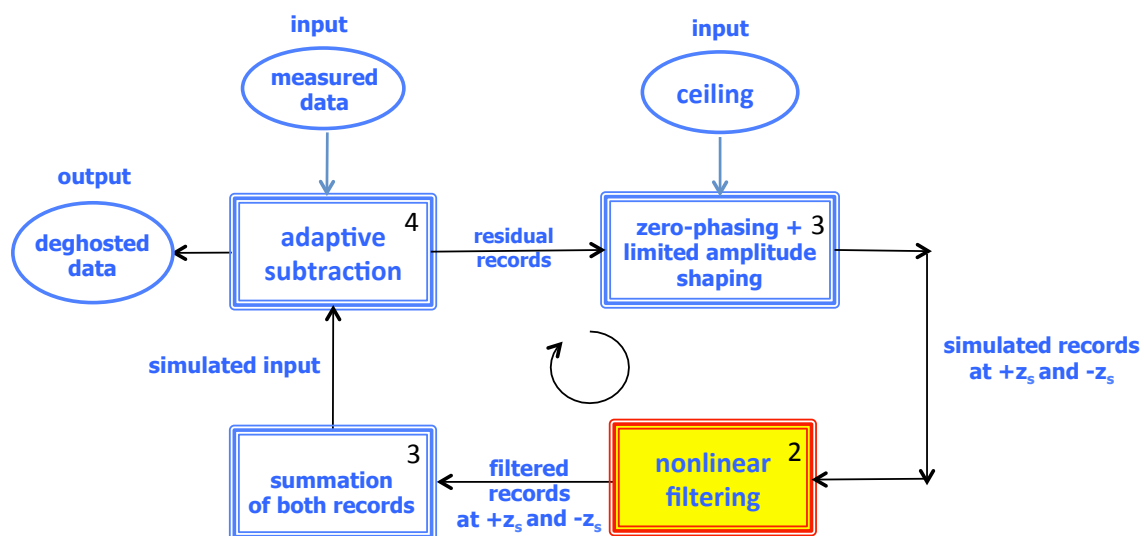 input
measured
data
input
ceiling
output
deghosted
data
4
adaptive
subtraction
residual
records
3
zero-phasing +
limited amplitude
shaping
simulated input
simulated records
at +zs and -zs
3
summation
of both records
filtered
records
at +zs and -zs
2
nonlinear
filtering